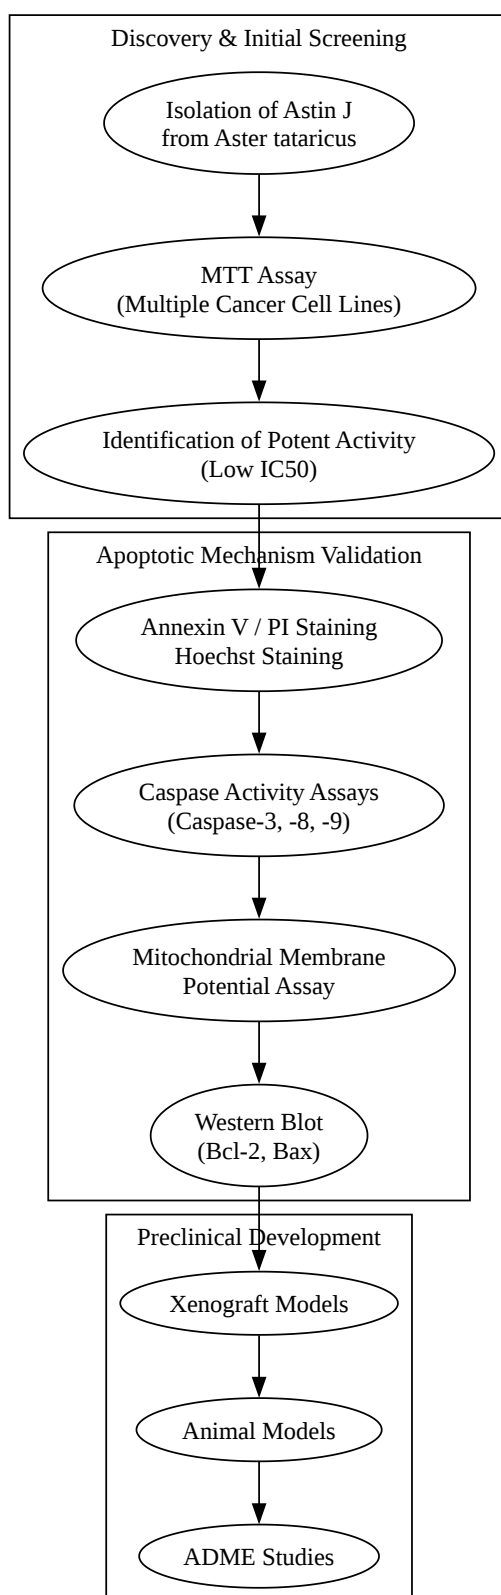 Discovery & Initial Screening
Isolation of Astin J
from Aster tataricus
MTT Assay
(Multiple Cancer Cell Lines)
Identification of Potent Activity
(Low IC50)
Apoptotic Mechanism Validation
Annexin V / PI Staining
Hoechst Staining
Caspase Activity Assays
(Caspase-3, -8, -9)
Mitochondrial Membrane
Potential Assay
Western Blot
(Bcl-2, Bax)
Preclinical Development
Xenograft Models
Animal Models
ADME Studies